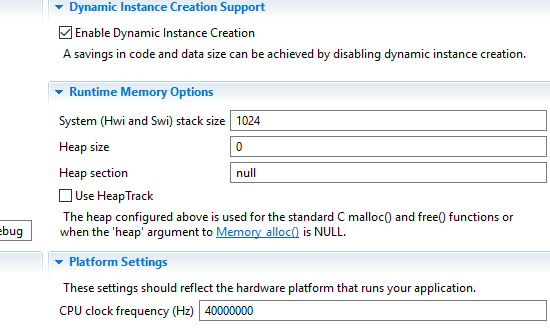 Dynamic Instance Creation Support
Enable Dynamic Instance Creation
A savings in code and data size can be achieved by disabling dynamic instance creation.
Runtime Memory Options
System (Hwi and Swi) stack size 1024
Heap size 0
Heap section null
Use HeapTrack
The heap configured above is used for the standard C malloc() and free() functions or
ebug when the 'heap' argument to Memory_alloc() is NULL.
Platform Settings
These settings should reflect the hardware platform that runs your application.
CPU clock frequency (Hz) 40000000